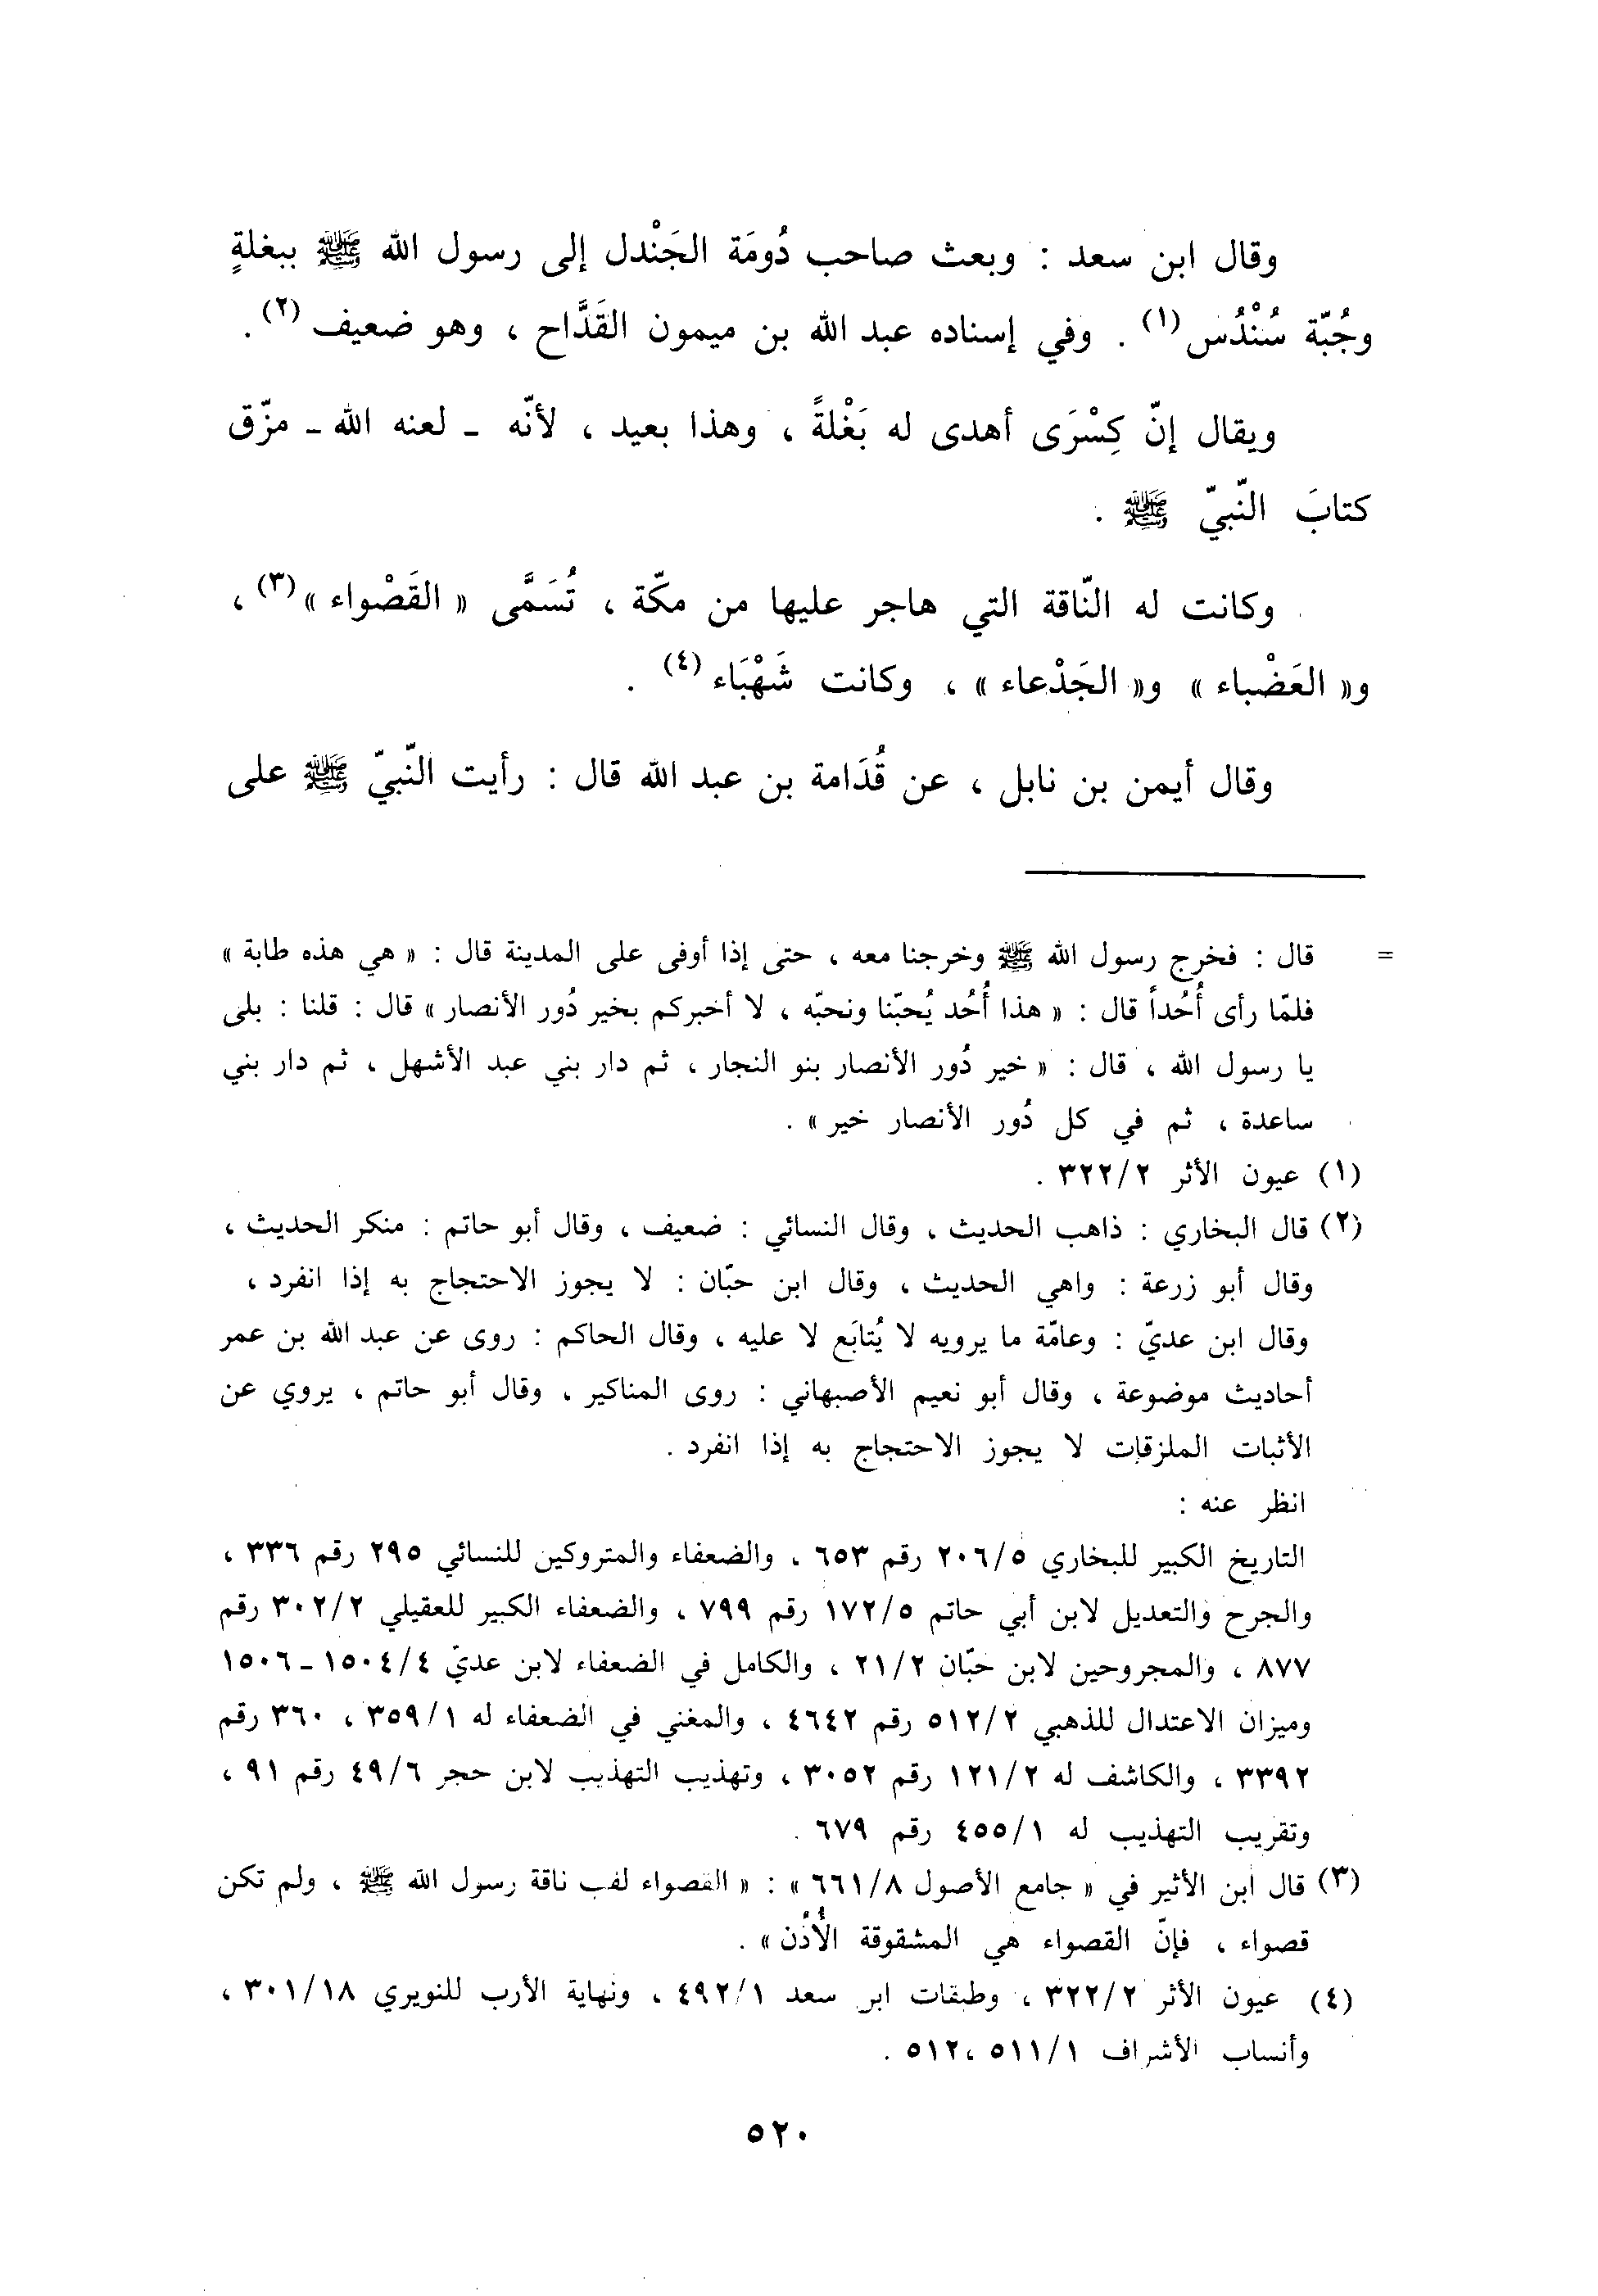 وقال ابن سعد : وبعث صاحب دُومَة الجَنْدل إلى رسول الله ﷺ ببغلةٍ
وجُبّة سُنْدُس(١) . وفي إسناده عبد الله بن ميمون القَدَّاح ، وهو ضعيف(٢) .
ويقال إنّ كِسْرَى أهدى له بَغْلةً ، وهذا بعيد ، لأنّه ـ لعنه الله ـ مزّق
كتابَ النّبيّ ﷺ .
وكانت له النّاقة التي هاجر عليها من مكّة ، تُسَمَّى « القَصْواء »(٣) ،
و« العَضْباء » و« الجَدْعاء » ، وكانت شَهْبَاء(٤) .
وقال أيمن بن نابل ، عن قُدَامة بن عبد الله قال : رأيت النّبيّ ﷺ على
= قال : فخرج رسول الله ﷺ وخرجنا معه ، حتى إذا أوفى على المدينة قال : « هي هذه طابة »
فلمّا رأى أُحُداً قال : « هذا أُحُد يُحبّنا ونحبّه ، لا أخبركم بخير دُور الأنصار » قال : قلنا : بلى
يا رسول الله ، قال : « خير دُور الأنصار بنو النجار ، ثم دار بني عبد الأشهل ، ثم دار بني
ساعدة ، ثم في كل دُور الأنصار خير » .
(١) عيون الأثر ٣٢٢/٢ .
(٢) قال البخاري : ذاهب الحديث ، وقال النسائي : ضعيف ، وقال أبو حاتم : منكر الحديث ،
وقال أبو زرعة : واهي الحديث ، وقال ابن حبّان : لا يجوز الاحتجاج به إذا انفرد ،
وقال ابن عديّ : وعامّة ما يرويه لا يُتابَع لا عليه ، وقال الحاكم : روى عن عبد الله بن عمر
أحاديث موضوعة ، وقال أبو نعيم الأصبهاني : روى المناكير ، وقال أبو حاتم ، يروي عن
الأثبات الملزقات لا يجوز الاحتجاج به إذا انفرد .
انظر عنه :
التاريخ الكبير للبخاري ٢٠٦/٥ رقم ٦٥٣ ، والضعفاء والمتروكين للنسائي ٢٩٥ رقم ٣٣٦ ،
والجرح والتعديل لابن أبي حاتم ١٧٢/٥ رقم ٧٩٩ ، والضعفاء الكبير للعقيلي ٣٠٢/٢ رقم
٨٧٧ ، والمجروحين لابن حبّان ٢١/٢ ، والكامل في الضعفاء لابن عديّ ١٥٠٤/٤ ـ ١٥٠٦
وميزان الاعتدال للذهبي ٥١٢/٢ رقم ٤٦٤٢ ، والمغني في الضعفاء له ٣٥٩/١ ، ٣٦٠ رقم
٣٣٩٢ ، والكاشف له ١٢١/٢ رقم ٣٠٥٢ ، وتهذيب التهذيب لابن حجر ٤٩/٦ رقم ٩١ ،
وتقريب التهذيب له ٤٥٥/١ رقم ٦٧٩ .
(٣) قال ابن الأثير في « جامع الأصول ٦٦١/٨ » : « القصواء لقب ناقة رسول الله ﷺ ، ولم تكن
قصواء ، فإنّ القصواء هي المشقوقة الأُذُن » .
(٤) عيون الأثر ٣٢٢/٢ ، وطبقات ابن سعد ٤٩٢/١ ، ونهاية الأرب للنويري ٣٠١/١٨ ،
وأنساب الأشراف ٥١١/١ ، ٥١٢ .
٥٢٠